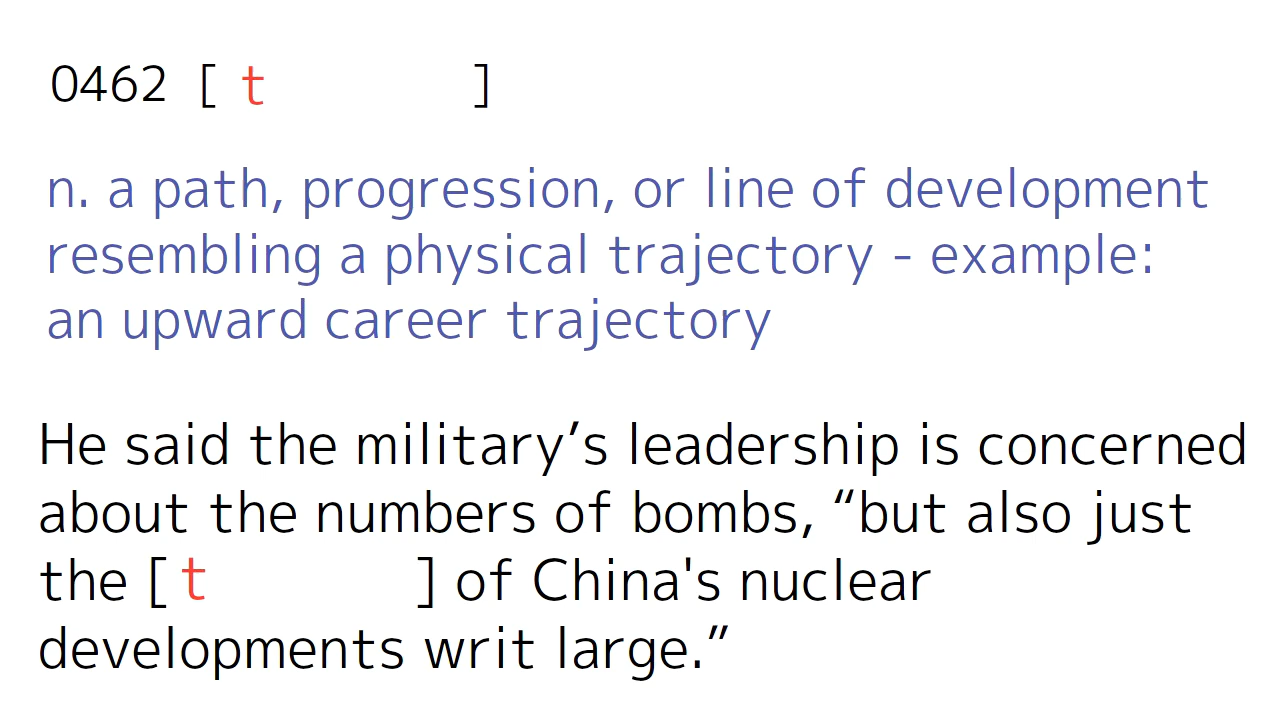 0462 [ t ]
n. a path, progression, or line of development
resembling a physical trajectory - example:
an upward career trajectory
He said the military’s leadership is concerned
about the numbers of bombs, “but also just
the [ t ] of China's nuclear
developments writ large.”